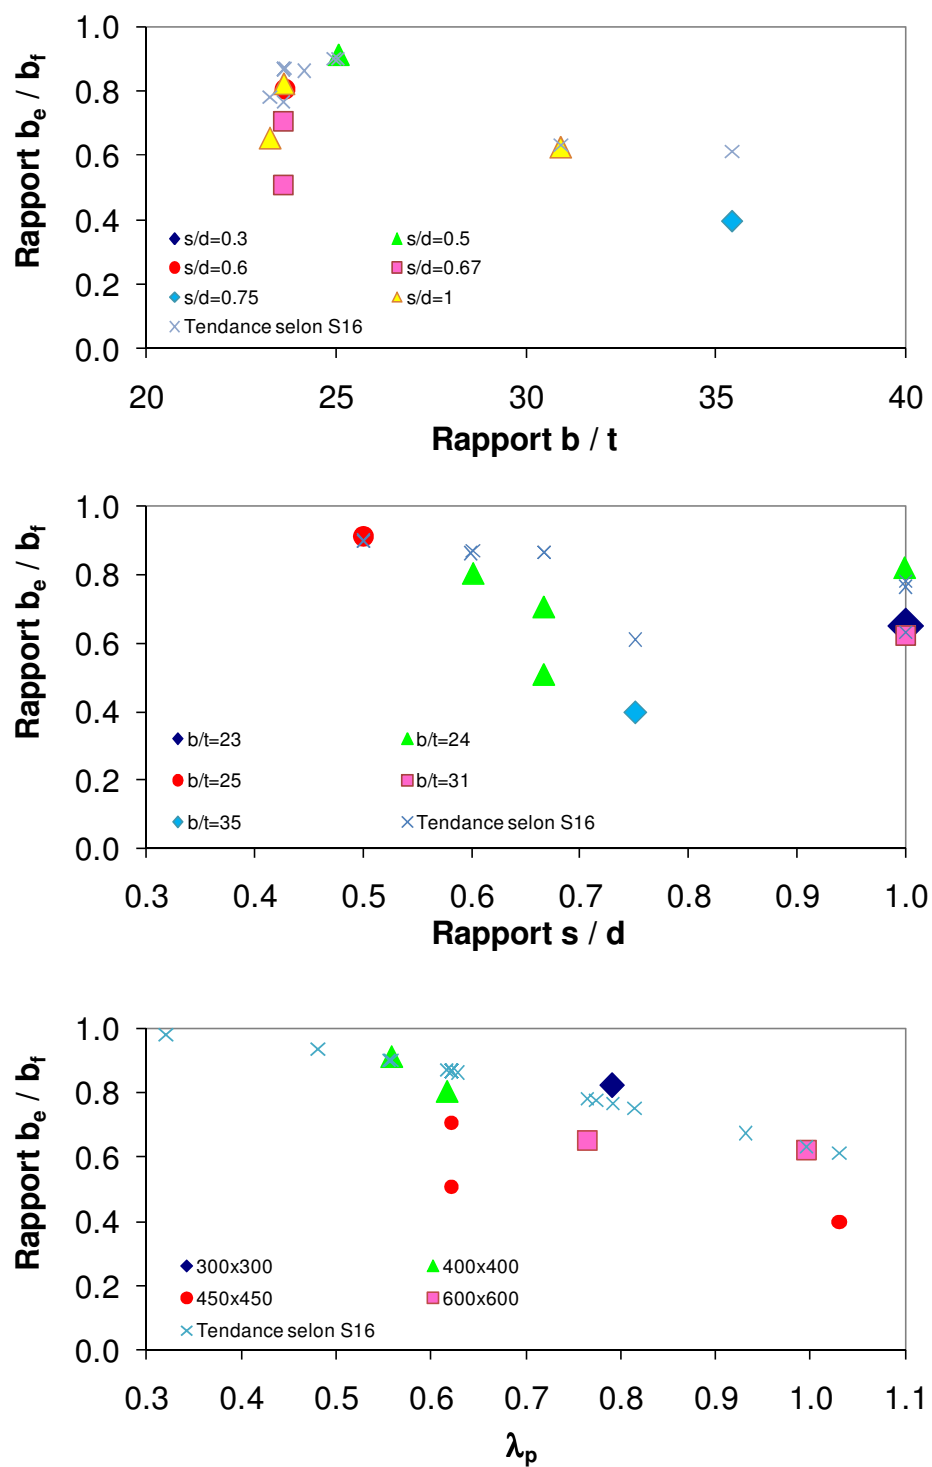 Rapport be / bf
1.0
0.8
0.6
0.4
0.2
0.0
s/d=0.3
s/d=0.5
s/d=0.6
s/d=0.67
s/d=0.75
s/d=1
Tendance selon S16
20
25
30
35
40
Rapport b / t
Rapport be / bf
1.0
0.8
0.6
0.4
0.2
0.0
b/t=23
b/t=24
b/t=25
b/t=31
b/t=35
Tendance selon S16
0.3
0.4
0.5
0.6
0.7
0.8
0.9
1.0
Rapport s / d
Rapport be / bf
1.0
0.8
0.6
0.4
0.2
0.0
300x300
400x400
450x450
600x600
Tendance selon S16
0.3
0.4
0.5
0.6
0.7
0.8
0.9
1.0
1.1
λp